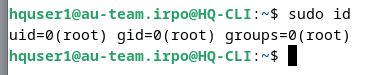 hquser1@au-team.irpo@HQ-CLI:~$ sudo id
uid=0(root) gid=0(root) groups=0(root)
hquser1@au-team.irpo@HQ-CLI:~$